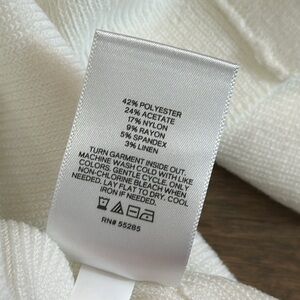 42% POLYESTER
24% ACETATE
17% NYLON
9% RAYON
5% SPANDEX
3% LINEN
TURN GARMENT INSIDE OUT.
MACHINE WASH COLD WITH LIKE
COLORS. GENTLE CYCLE. ONLY
NON-CHLORINE BLEACH WHEN
NEEDED. LAY FLAT TO DRY. COOL
IRON IF NEEDED.
RN# 55285